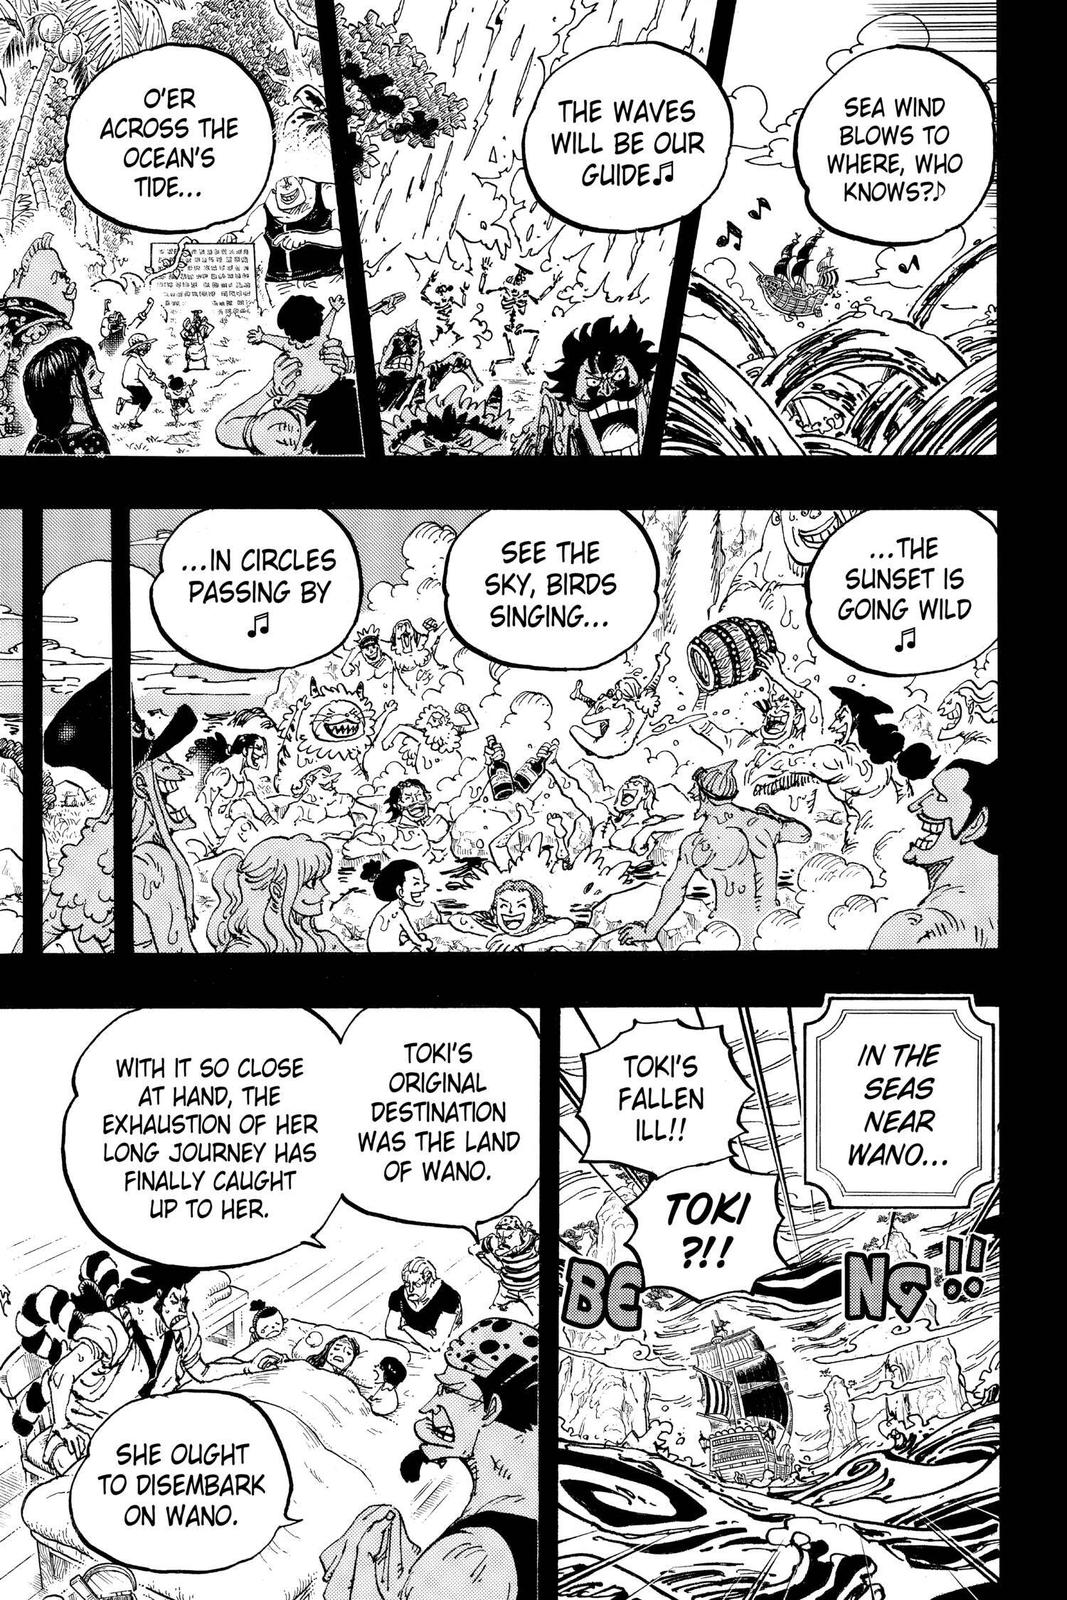 SEA WIND
BLOWS TO
WHERE, WHO
KNOWS?♪
THE WAVES
WILL BE OUR
GUIDE♫
O'ER
ACROSS THE
OCEAN'S
TIDE...
...THE
SUNSET IS
GOING WILD
♫
SEE THE
SKY, BIRDS
SINGING...
...IN CIRCLES
PASSING BY
♫
IN THE
SEAS
NEAR
WANO...
TOKI'S
FALLEN
ILL!!
TOKI
?!!
BENG!!
TOKI'S
ORIGINAL
DESTINATION
WAS THE LAND
OF WANO.
WITH IT SO CLOSE
AT HAND, THE
EXHAUSTION OF HER
LONG JOURNEY HAS
FINALLY CAUGHT
UP TO HER.
SHE OUGHT
TO DISEMBARK
ON WANO.